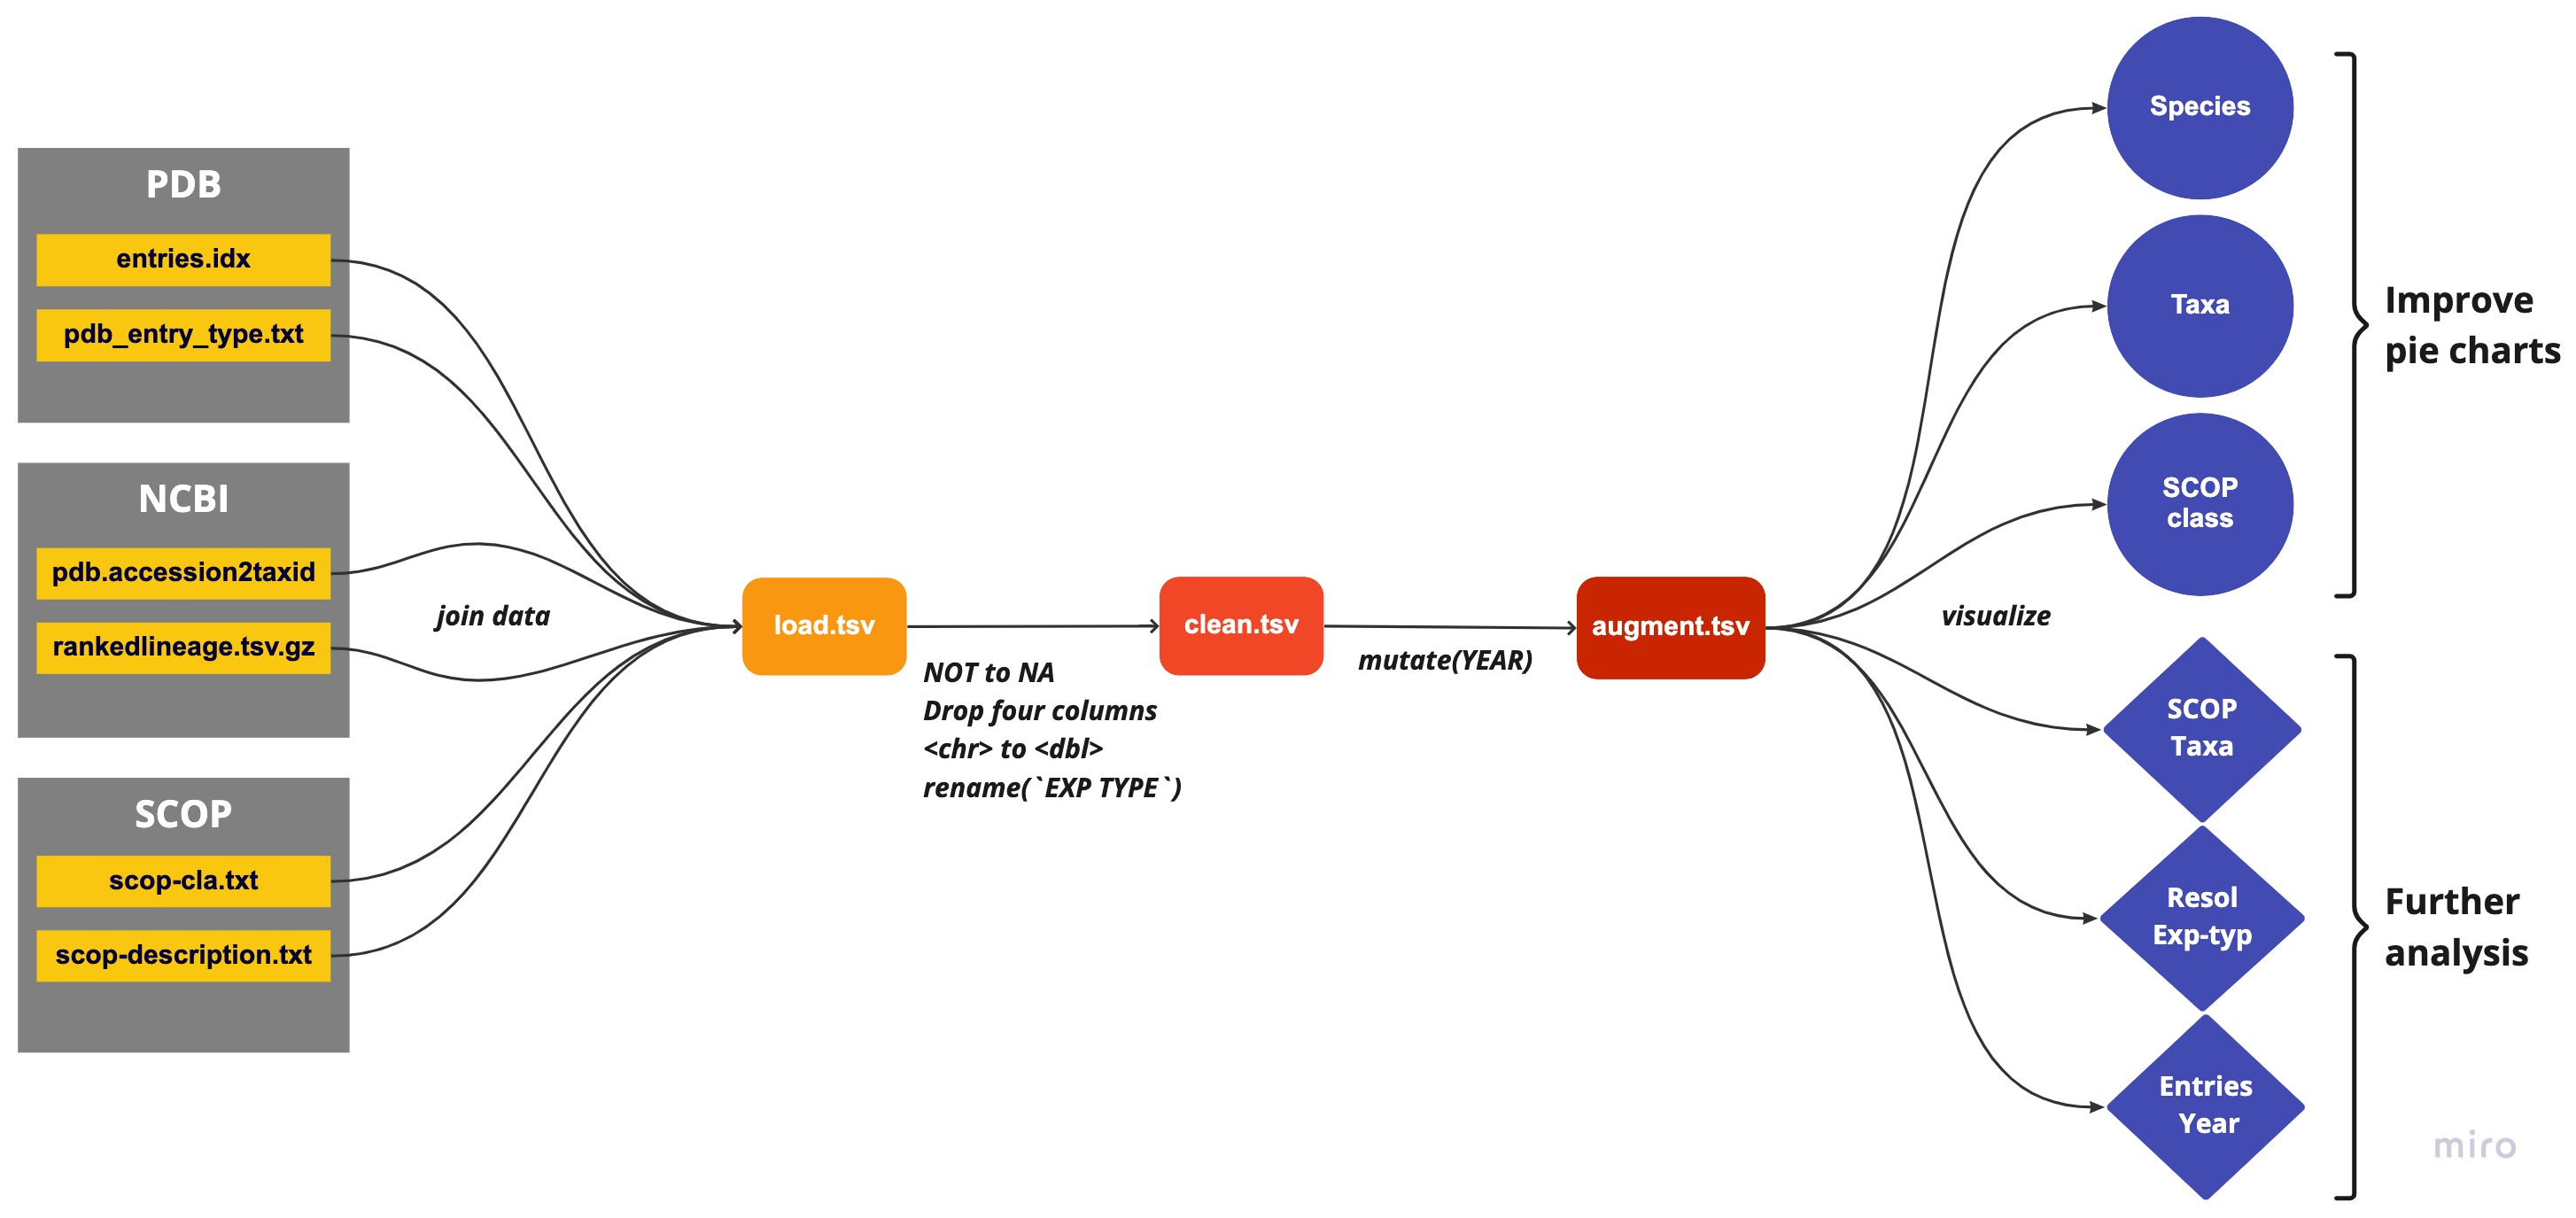 PDB
entries.idx
pdb_entry_type.txt
NCBI
pdb.accession2taxid
rankedlineage.tsv.gz
SCOP
scop-cla.txt
scop-description.txt
join data
load.tsv
NOT to NA
Drop four columns
<chr> to <dbl>
rename(`EXP TYPE`)
clean.tsv
mutate(YEAR)
augment.tsv
visualize
Species
Taxa
SCOP
class
Improve
pie charts
SCOP
Taxa
Resol
Exp-typ
Entries
Year
Further
analysis
miro